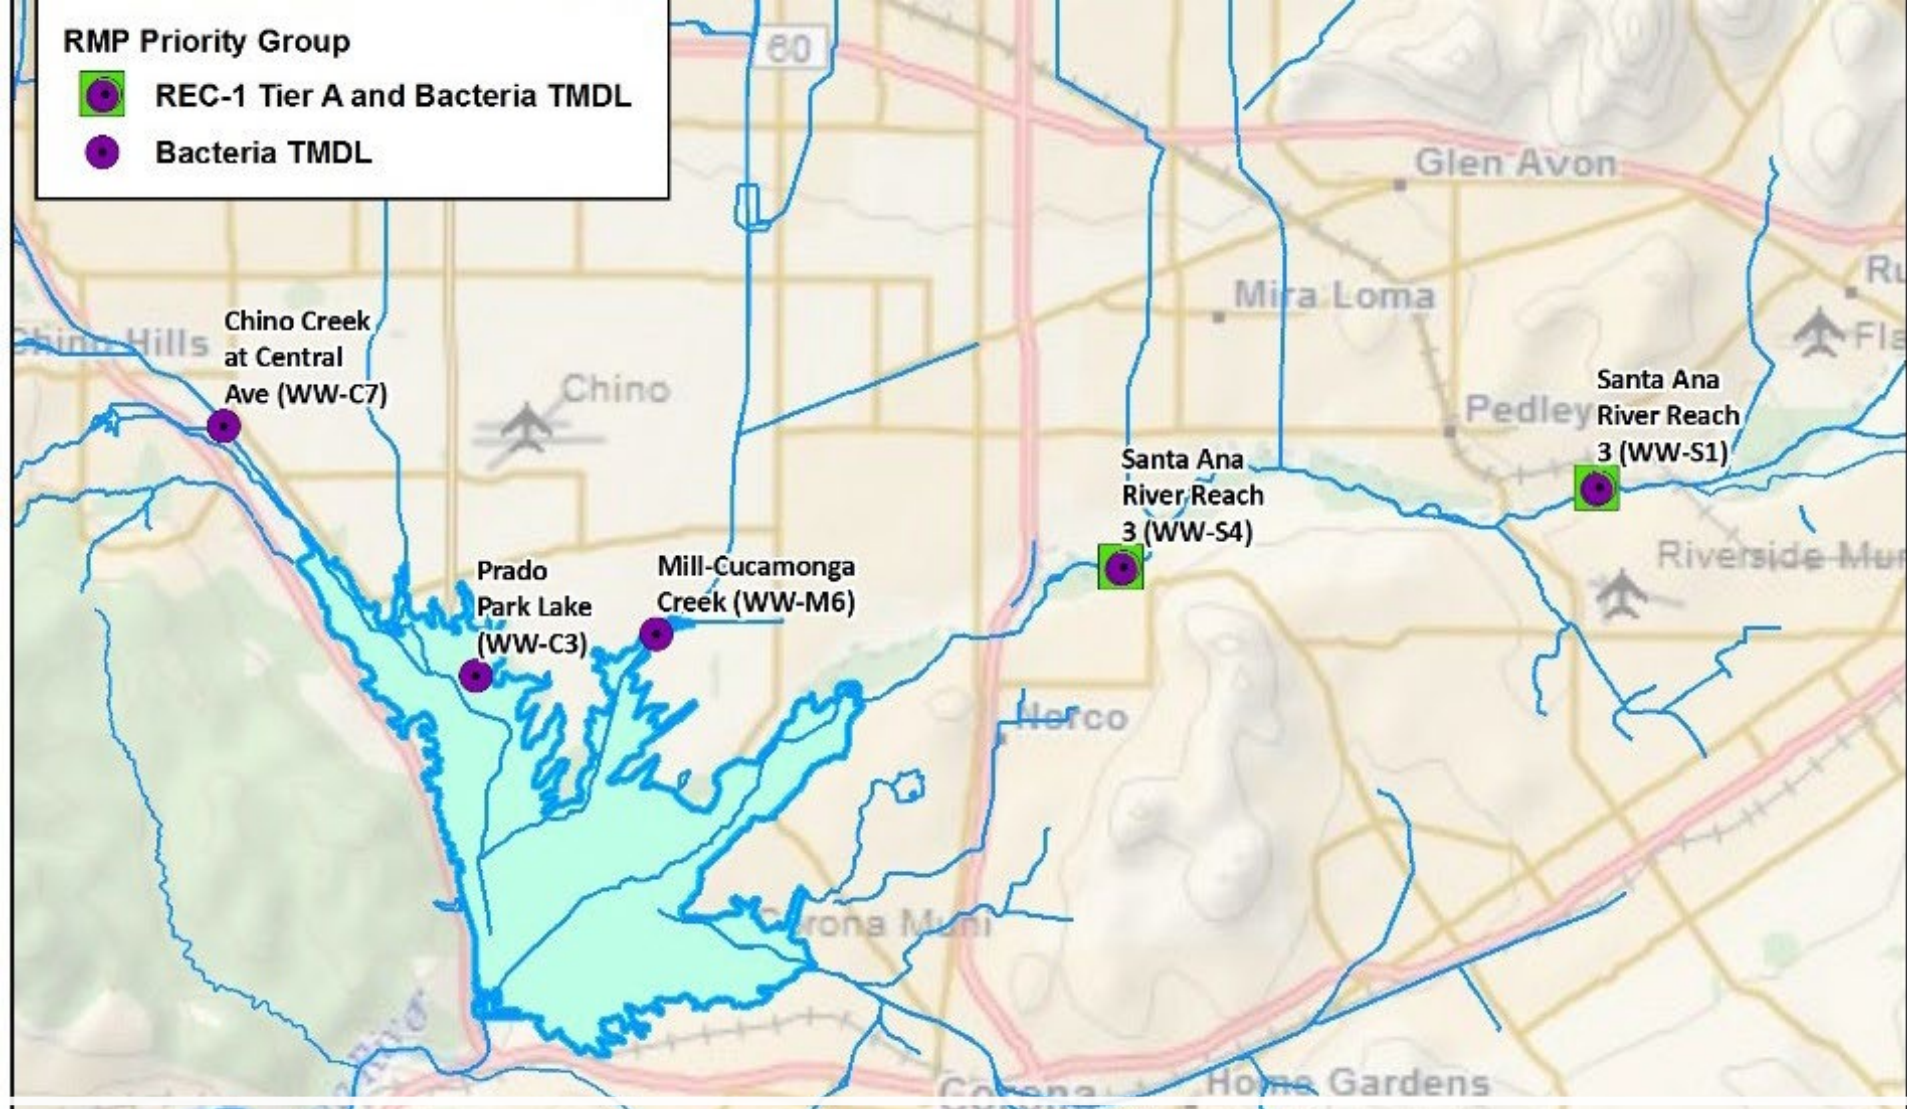 RMP Priority Group
REC-1 Tier A and Bacteria TMDL
Bacteria TMDL
60
Glen Avon
Mira Loma
Ru
Fla
Chino Hills
Chino Creek
at Central
Ave (WW-C7)
Chino
Pedley
Santa Ana
River Reach
3 (WW-S1)
Santa Ana
River Reach
3 (WW-S4)
Riverside Mun
Prado
Park Lake
(WW-C3)
Mill-Cucamonga
Creek (WW-M6)
Norco
Corona Muni
Corona
Home Gardens